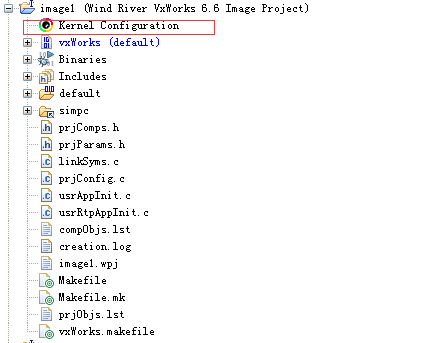 image1 (Wind River VxWorks 6.6 Image Project)
Kernel Configuration
vxWorks (default)
Binaries
Includes
default
simpc
prjComps.h
prjParams.h
linkSyms.c
prjConfig.c
usrAppInit.c
usrRtpAppInit.c
compObjs.lst
creation.log
image1.wpj
Makefile
Makefile.mk
prjObjs.lst
vxWorks.makefile